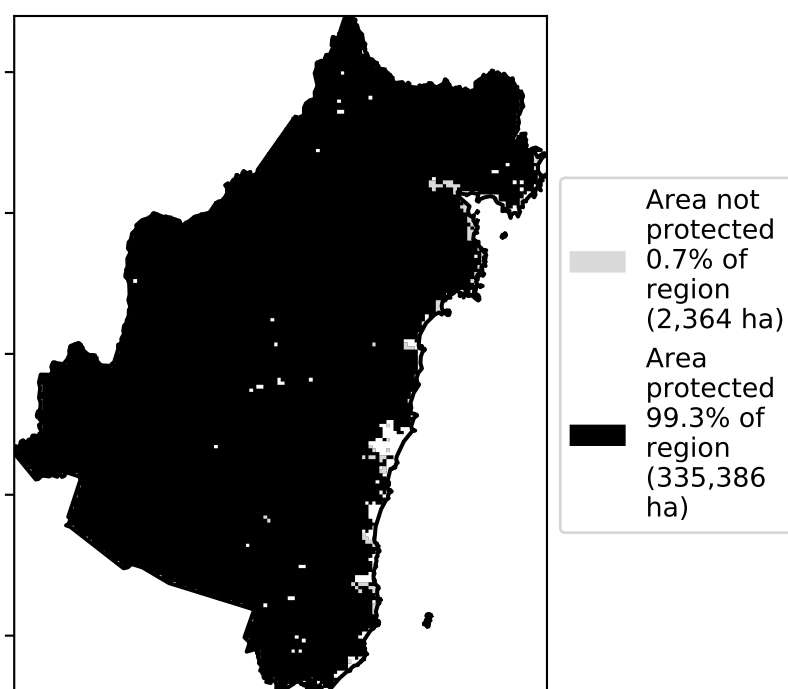 Area not
protected
0.7% of
region
(2,364 ha)
Area
protected
99.3% of
region
(335,386
ha)